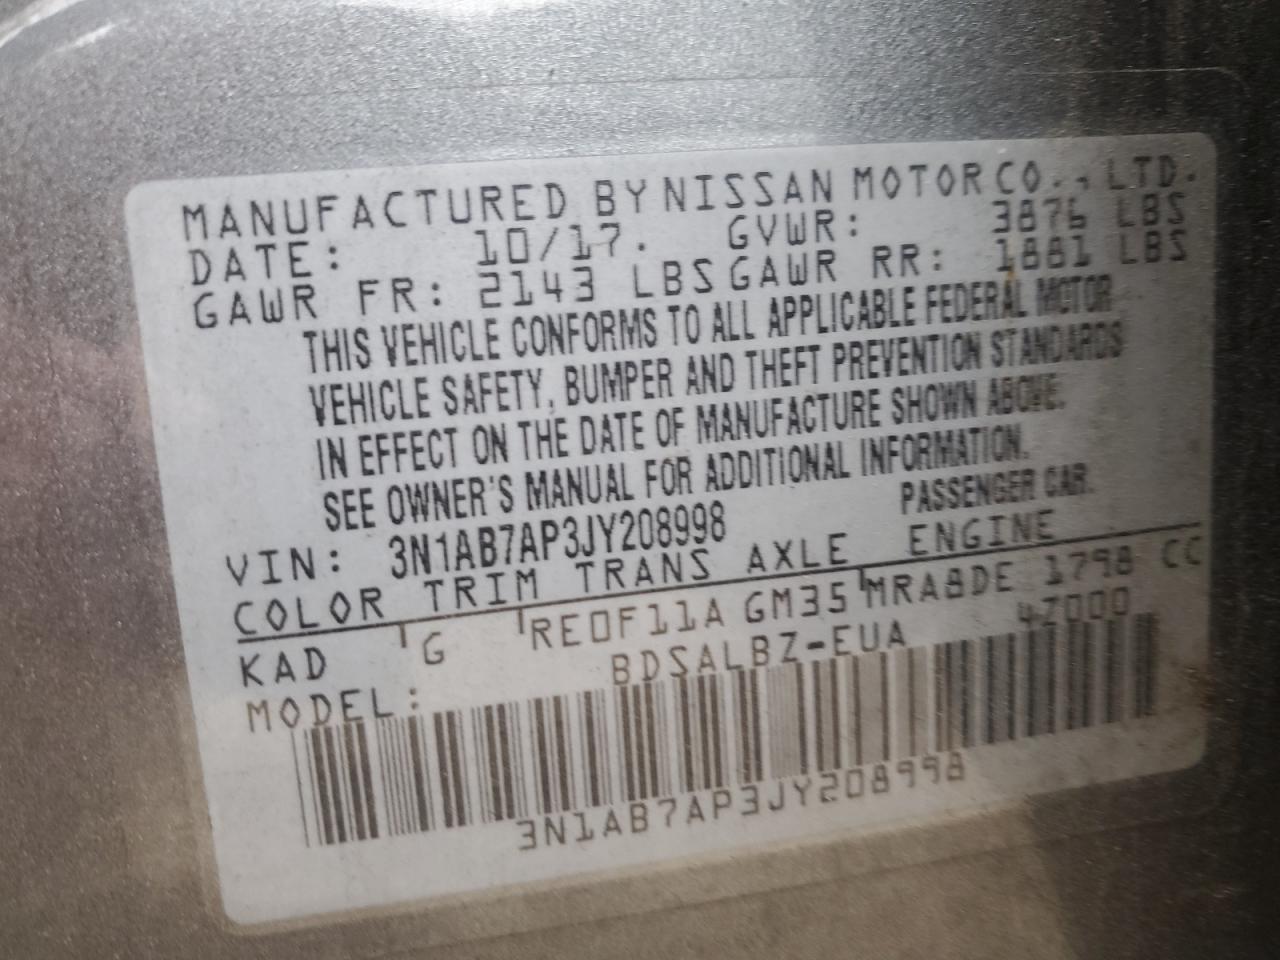 MANUFACTURED BY NISSAN MOTOR CO., LTD.
DATE: 10/17. GVWR: 3876 LBS
GAWR FR: 2143 LBS GAWR RR: 1881 LBS
THIS VEHICLE CONFORMS TO ALL APPLICABLE FEDERAL MOTOR
VEHICLE SAFETY, BUMPER AND THEFT PREVENTION STANDARDS
IN EFFECT ON THE DATE OF MANUFACTURE SHOWN ABOVE.
SEE OWNER'S MANUAL FOR ADDITIONAL INFORMATION.
VIN: 3N1AB7AP3JY208998 PASSENGER CAR.
COLOR TRIM TRANS AXLE ENGINE
KAD G RE0F11A GM35 MRA8DE 1798 CC
MODEL: BDSALBZ-EUA 4Z000
3N1AB7AP3JY208998